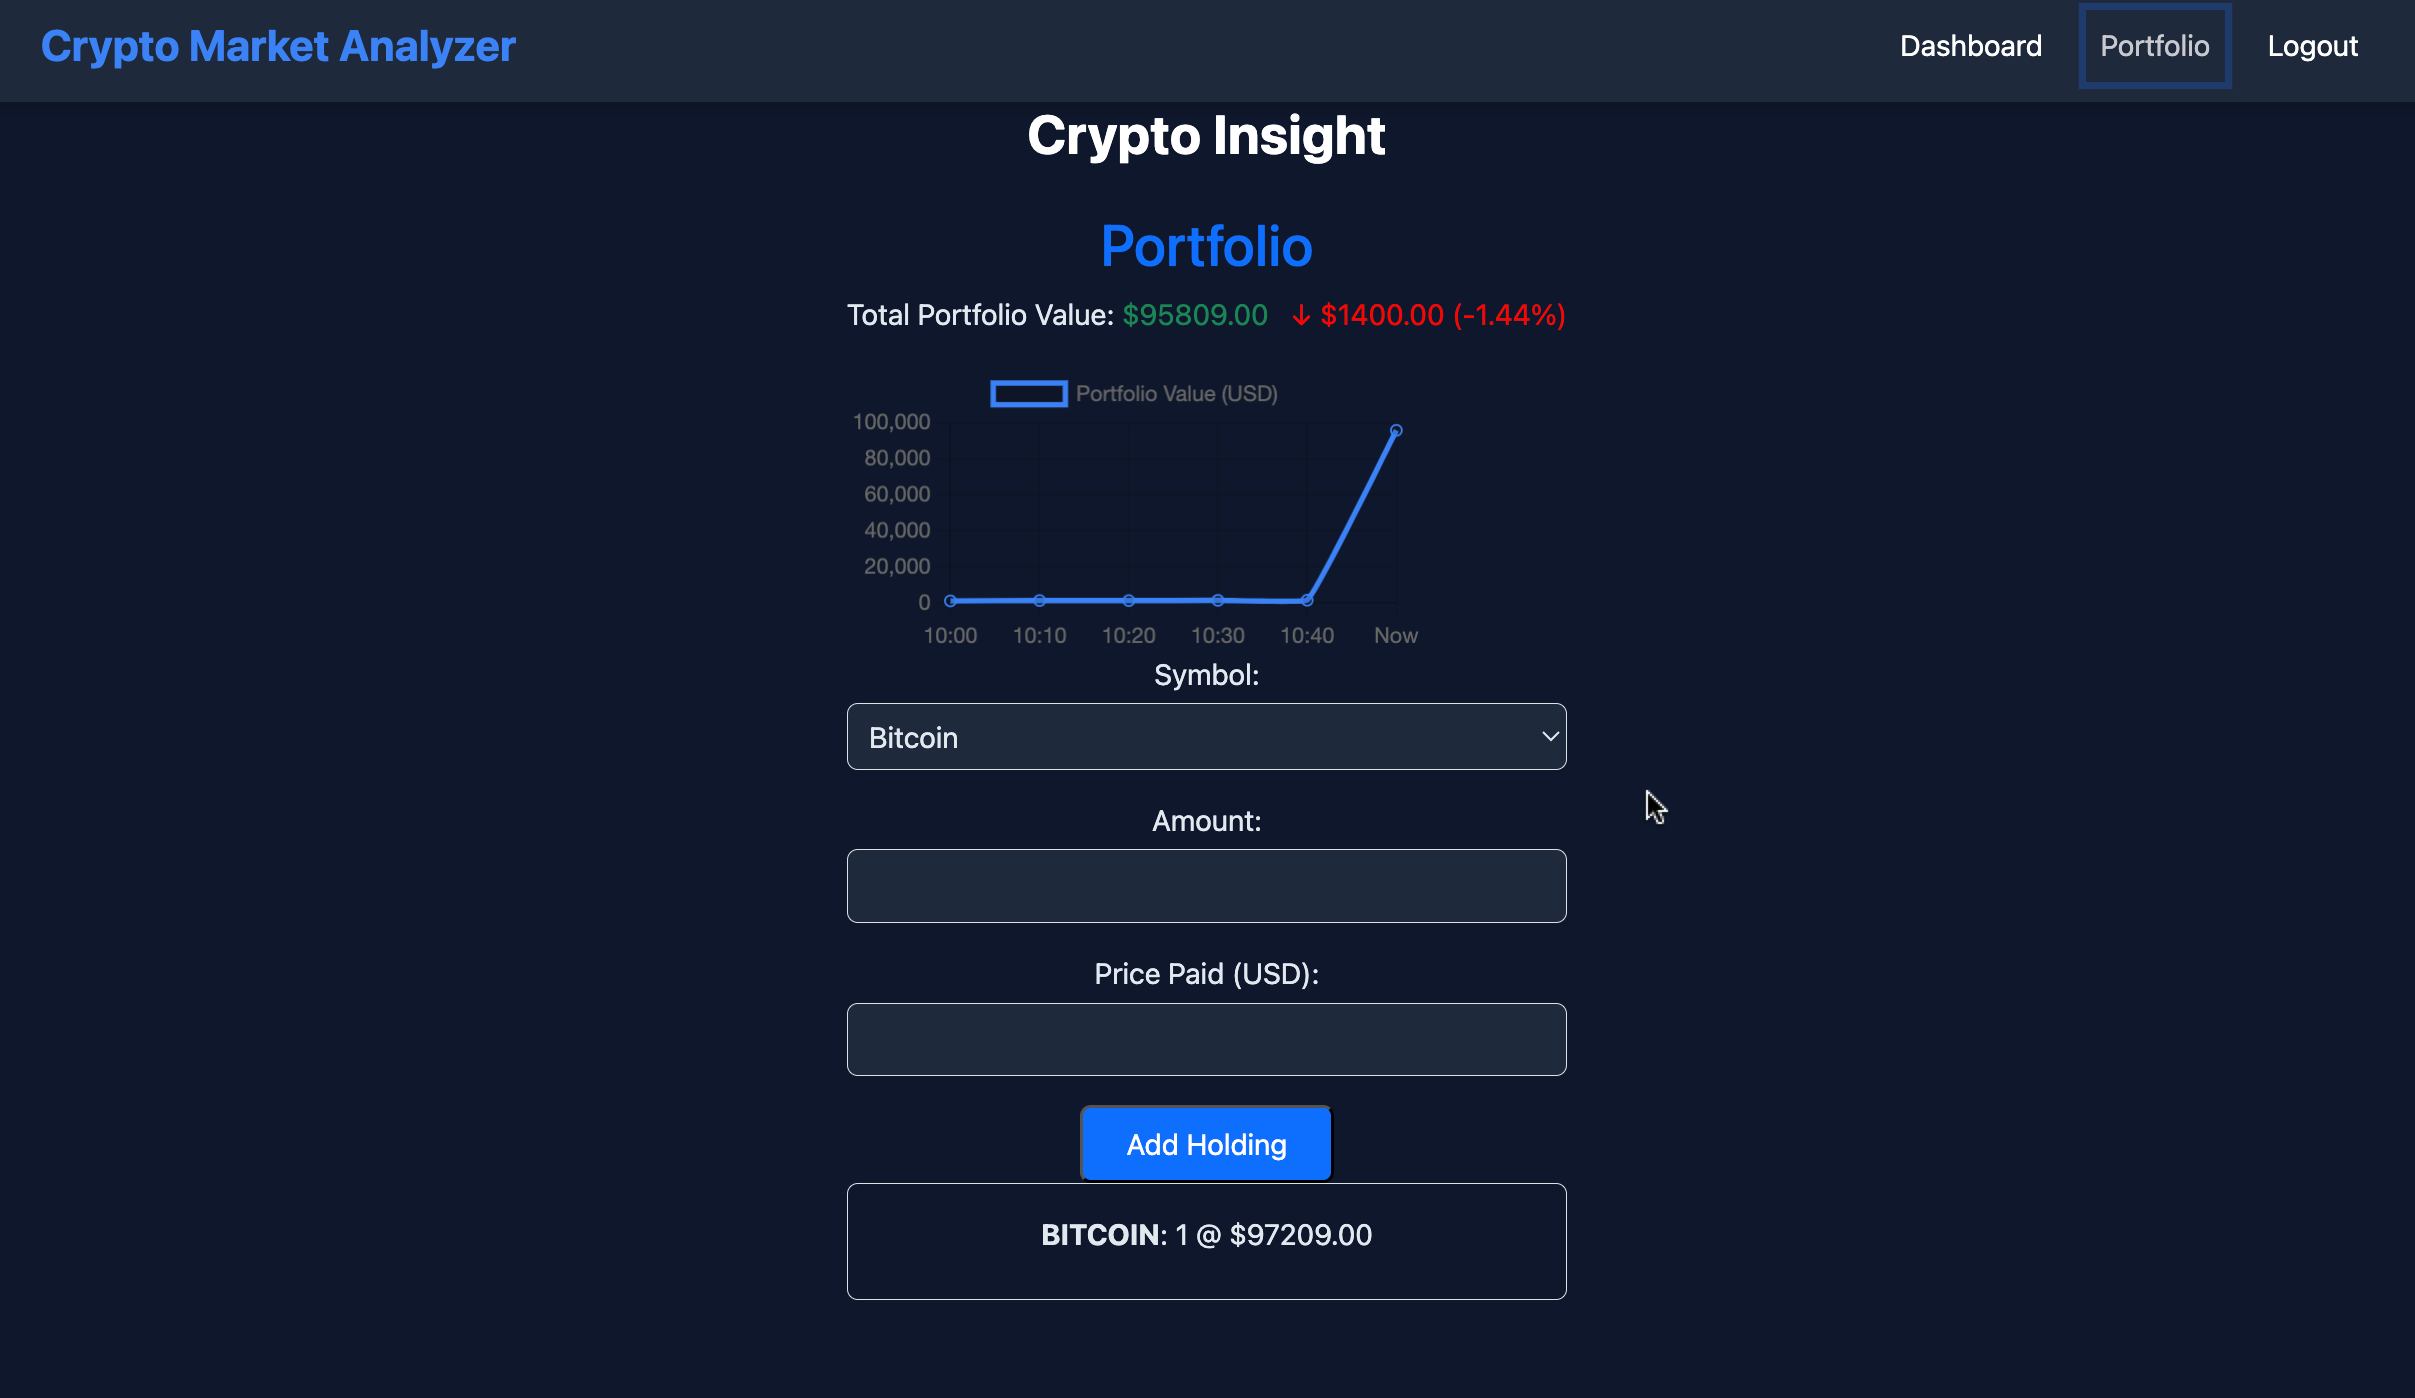 Crypto Market Analyzer
Dashboard Portfolio Logout
Crypto Insight
Portfolio
Total Portfolio Value: $95809.00 ↓ $1400.00 (-1.44%)
Portfolio Value (USD)
100,000
80,000
60,000
40,000
20,000
0
10:00 10:10 10:20 10:30 10:40 Now
Symbol:
Bitcoin
Amount:
Price Paid (USD):
Add Holding
BITCOIN: 1 @ $97209.00